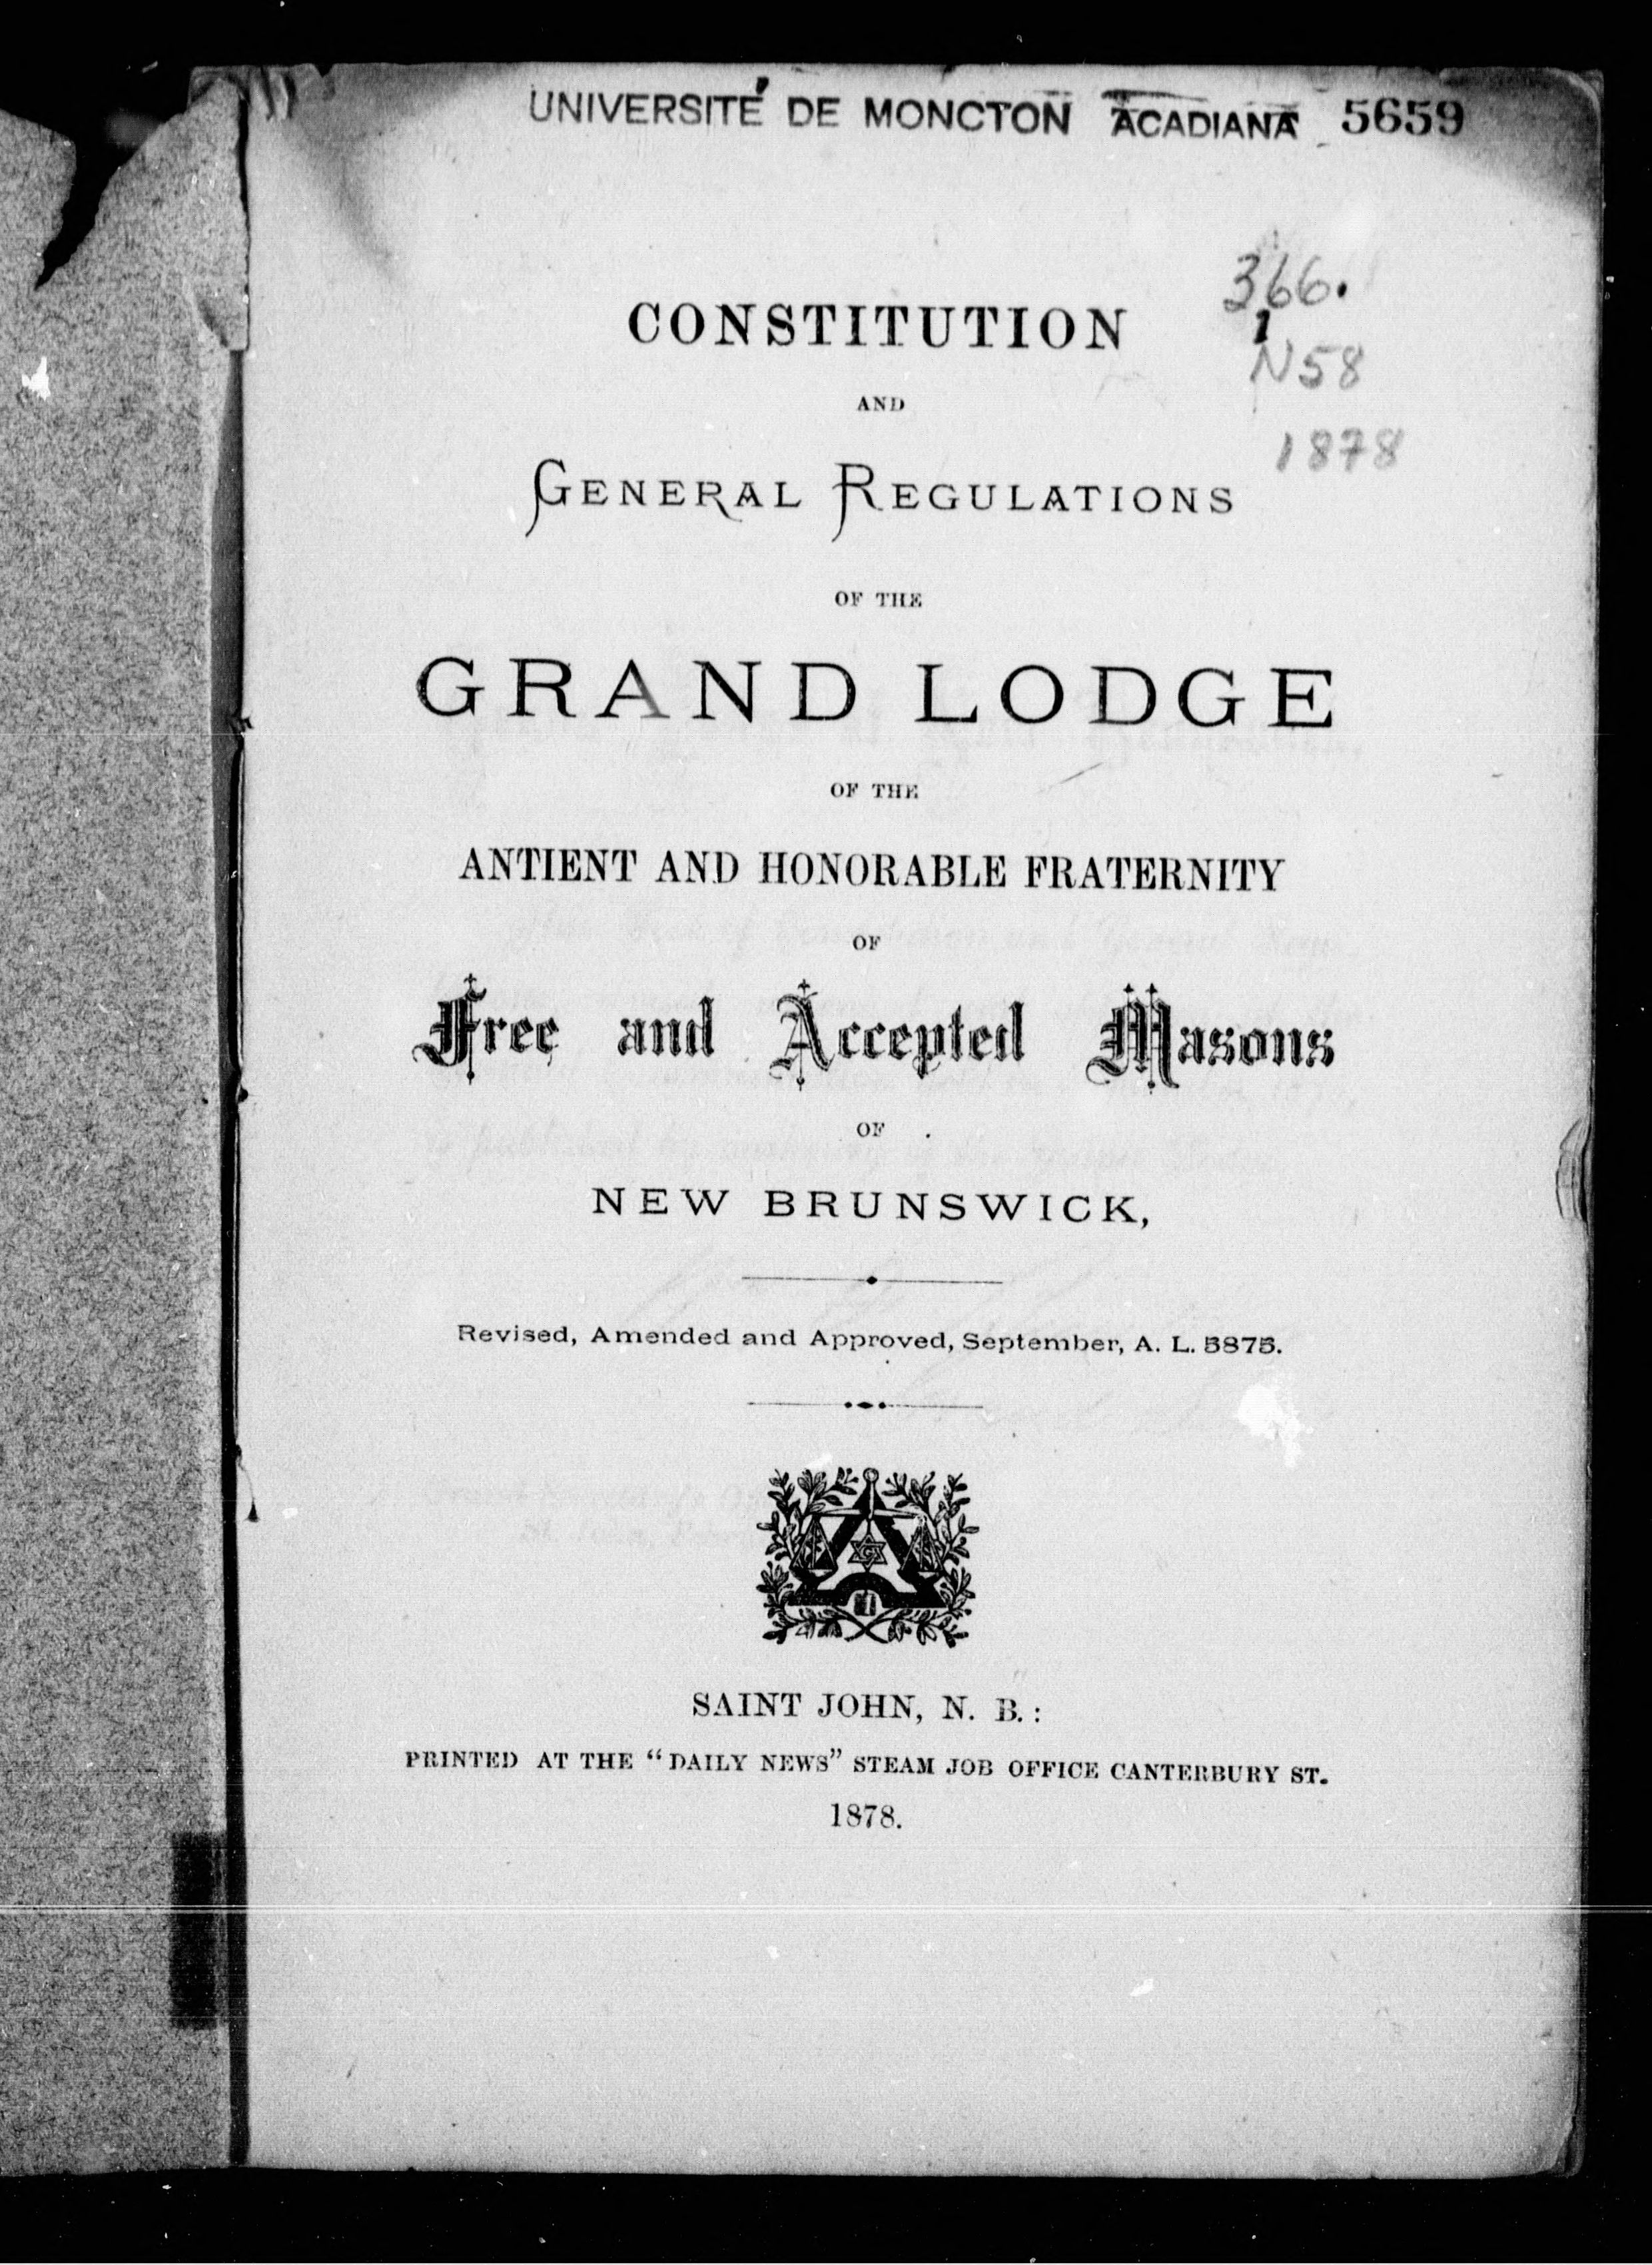 UNIVERSITÉ DE MONCTON ACADIANA 5659
366.
1
N58
1878
CONSTITUTION
AND
GENERAL REGULATIONS
OF THE
GRAND LODGE
OF THE
ANTIENT AND HONORABLE FRATERNITY
OF
Free and Accepted Masons
OF
NEW BRUNSWICK,
Revised, Amended and Approved, September, A. L. 5875.
G
SAINT JOHN, N. B.:
PRINTED AT THE “DAILY NEWS” STEAM JOB OFFICE CANTERBURY ST.
1878.